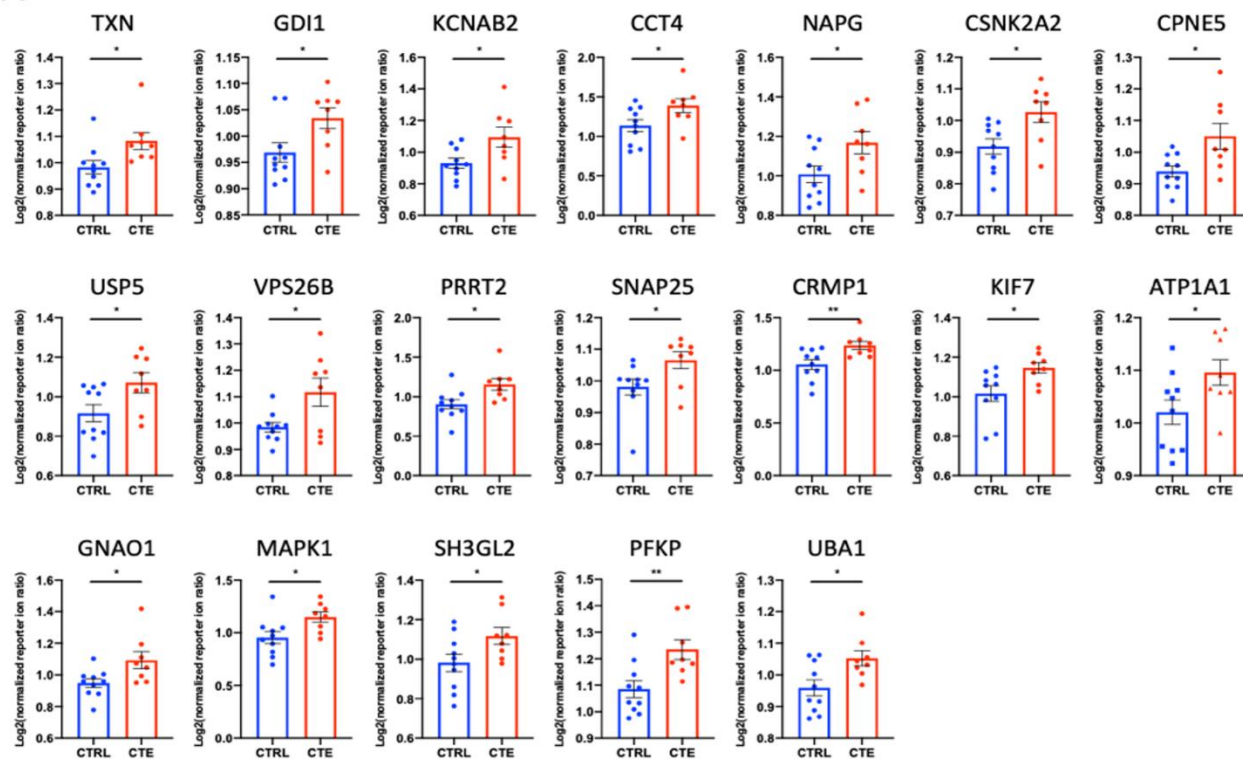 TXN GDI1 KCNAB2 CCT4 NAPG CSNK2A2 CPNE5
* * * * * * *
Log2(normalized reporter ion ratio) Log2(normalized reporter ion ratio) Log2(normalized reporter ion ratio) Log2(normalized reporter ion ratio) Log2(normalized reporter ion ratio) Log2(normalized reporter ion ratio) Log2(normalized reporter ion ratio)
1.4 1.15 1.6 2.0 1.6 1.2 1.3
1.3 1.10 1.4 1.5 1.4 1.1 1.2
1.2 1.05 1.2 1.0 1.2 1.0 1.1
1.1 1.00 1.0 0.5 1.0 0.9 1.0
1.0 0.95 0.8 0.0 0.8 0.8 0.9
0.9 0.90 0.6 0.7 0.8
0.8 0.85
CTRL CTE CTRL CTE CTRL CTE CTRL CTE CTRL CTE CTRL CTE CTRL CTE
USP5 VPS26B PRRT2 SNAP25 CRMP1 KIF7 ATP1A1
* * * * ** * *
Log2(normalized reporter ion ratio) Log2(normalized reporter ion ratio) Log2(normalized reporter ion ratio) Log2(normalized reporter ion ratio) Log2(normalized reporter ion ratio) Log2(normalized reporter ion ratio) Log2(normalized reporter ion ratio)
1.4 1.4 2.0 1.2 1.5 1.4 1.2
1.2 1.3 1.5 1.1 1.0 1.2 1.1
1.0 1.2 1.0 1.0 0.5 1.0 1.0
0.8 1.1 0.5 0.9 0.0 0.8 0.9
0.6 1.0 0.0 0.8 0.6
0.9 0.7
0.8
CTRL CTE CTRL CTE CTRL CTE CTRL CTE CTRL CTE CTRL CTE CTRL CTE
GNAO1 MAPK1 SH3GL2 PFKP UBA1
* * * ** *
Log2(normalized reporter ion ratio) Log2(normalized reporter ion ratio) Log2(normalized reporter ion ratio) Log2(normalized reporter ion ratio) Log2(normalized reporter ion ratio)
1.6 1.5 1.4 1.5 1.3
1.4 1.0 1.2 1.4 1.2
1.2 0.5 1.0 1.3 1.1
1.0 0.0 0.8 1.2 1.0
0.8 0.6 1.1 0.9
0.6 1.0 0.8
0.9
CTRL CTE CTRL CTE CTRL CTE CTRL CTE CTRL CTE